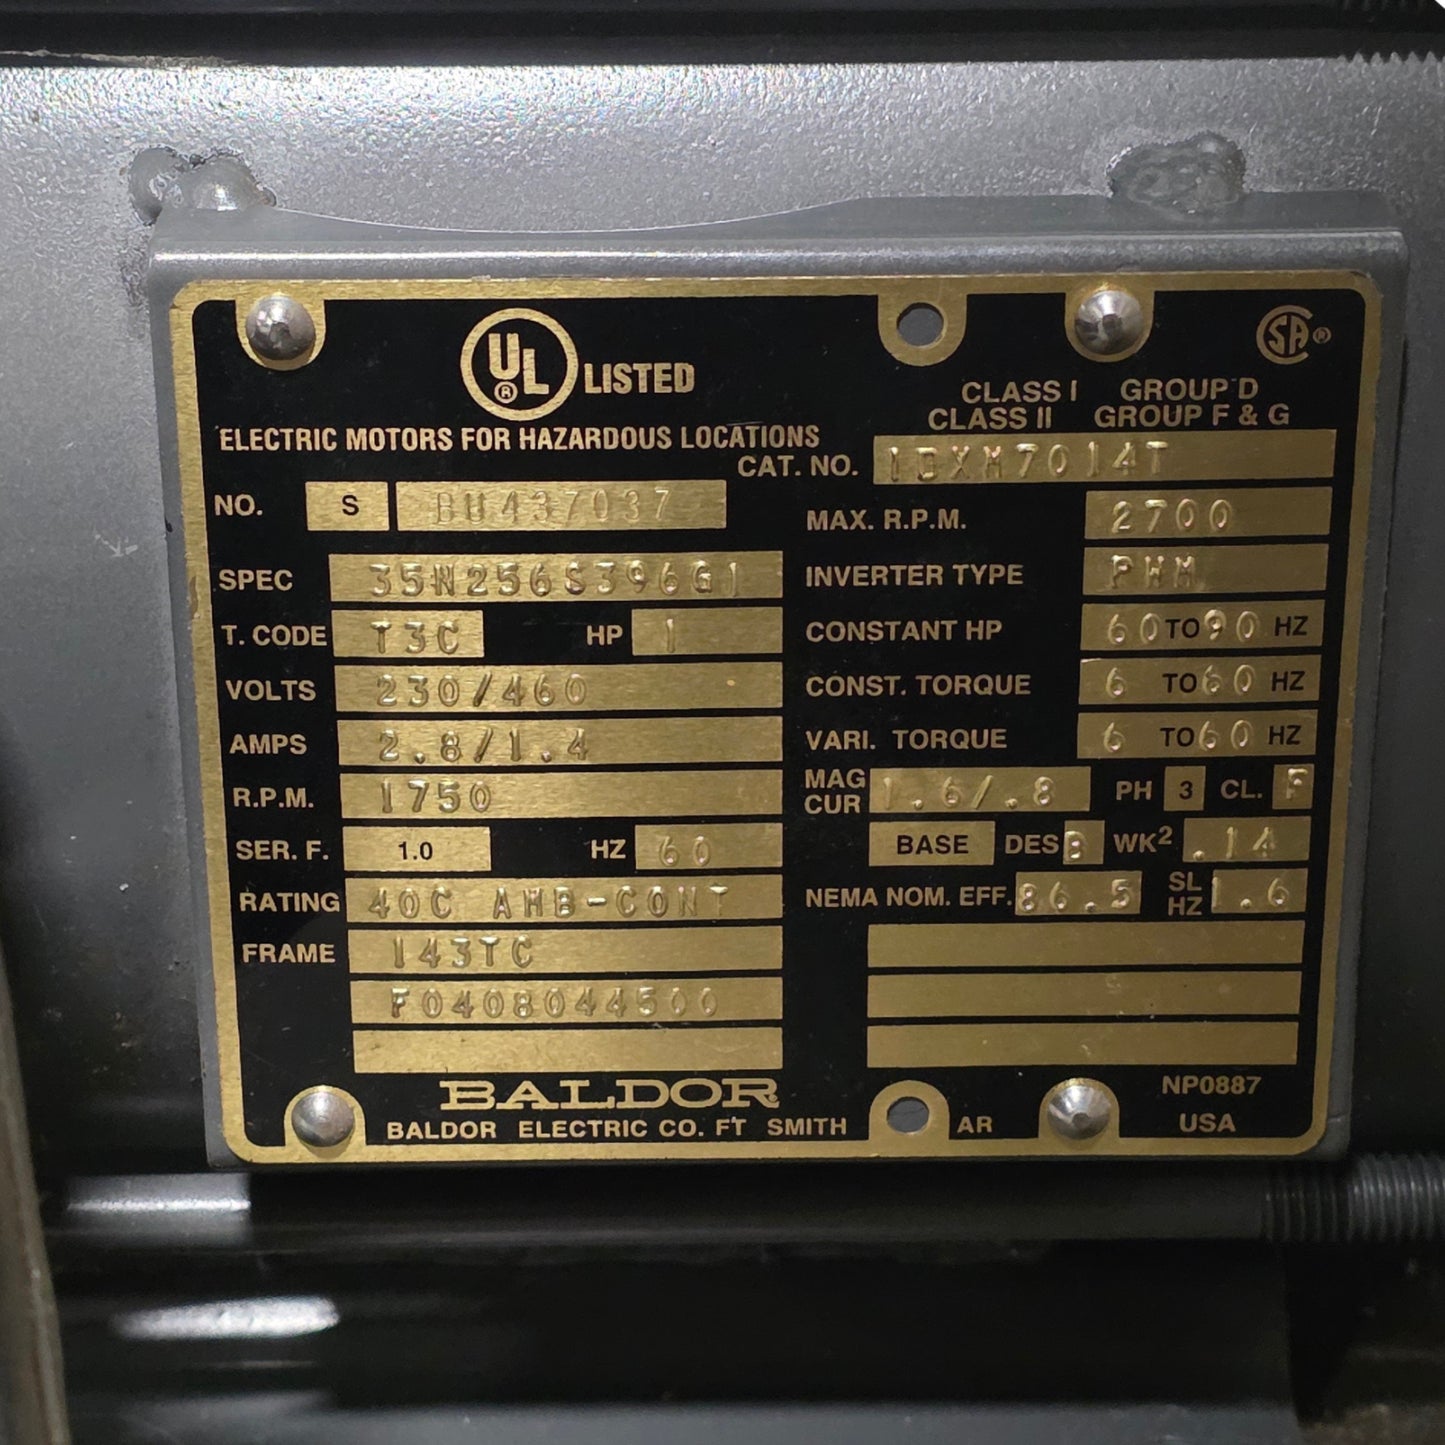 UL® LISTED
SA®
CLASS I GROUP D
CLASS II GROUP F & G
ELECTRIC MOTORS FOR HAZARDOUS LOCATIONS
CAT. NO. IDXM7014T
NO. S BU437037
MAX. R.P.M. 2700
SPEC 35N256S396G1
INVERTER TYPE PWM
T. CODE T3C HP 1
CONSTANT HP 60 TO 90 HZ
VOLTS 230/460
CONST. TORQUE 6 TO 60 HZ
AMPS 2.8/1.4
VARI. TORQUE 6 TO 60 HZ
R.P.M. 1750
MAG CUR 1.6/.8 PH 3 CL. F
SER. F. 1.0 HZ 60
BASE DES B WK² .14
RATING 40C AMB-CONT
NEMA NOM. EFF. 86.5 SL HZ 1.6
FRAME 143TC
F0408044500
BALDOR
BALDOR ELECTRIC CO. FT SMITH AR
NP0887
USA